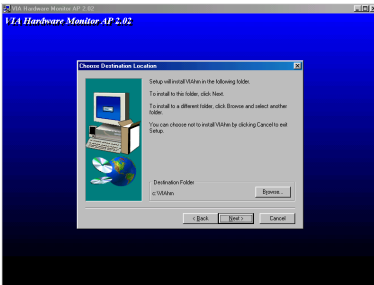 VIA Hardware Monitor AP 2.02
VIA Hardware Monitor AP 2.02
Choose Destination Location
Setup will install VIAhm in the following folder.
To install to this folder, click Next.
To install to a different folder, click Browse and select another
folder.
You can choose not to install VIAhm by clicking Cancel to exit
Setup.
Destination Folder
c:\VIAhm
Browse...
< Back
Next >
Cancel